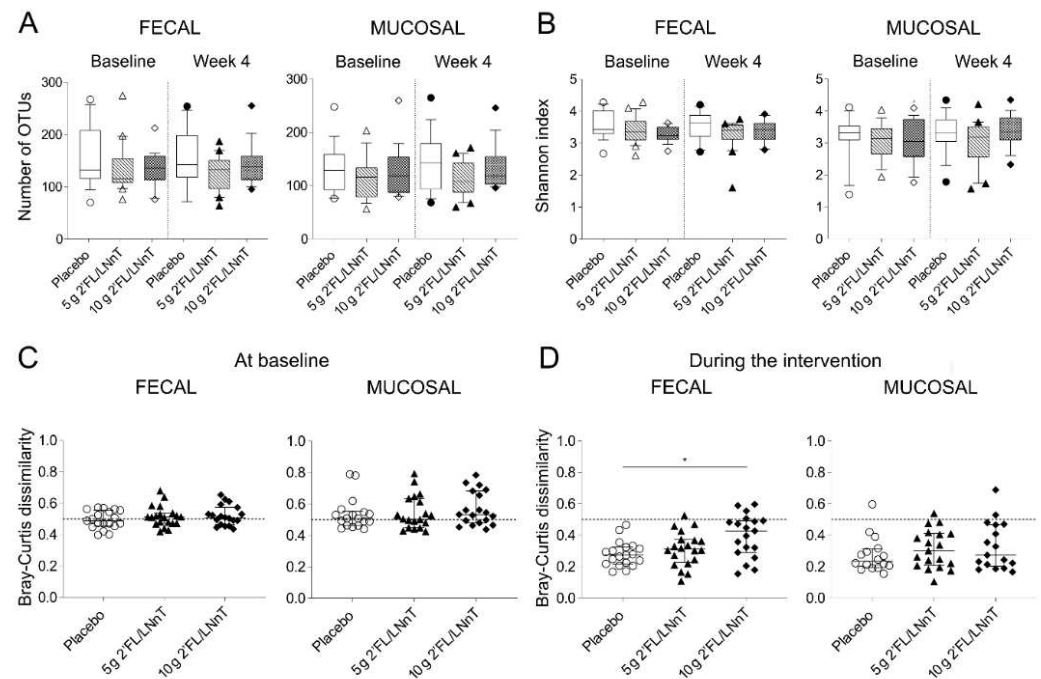 A
FECAL
MUCOSAL
Baseline
Week 4
Baseline
Week 4
Number of OTUs
300
200
100
0
300
200
100
0
Placebo
5 g 2'FL/LNnT
10 g 2'FL/LNnT
Placebo
5 g 2'FL/LNnT
10 g 2'FL/LNnT
Placebo
5 g 2'FL/LNnT
10 g 2'FL/LNnT
Placebo
5 g 2'FL/LNnT
10 g 2'FL/LNnT
B
FECAL
MUCOSAL
Baseline
Week 4
Baseline
Week 4
Shannon index
5
4
3
2
1
0
5
4
3
2
1
0
Placebo
5 g 2'FL/LNnT
10 g 2'FL/LNnT
Placebo
5 g 2'FL/LNnT
10 g 2'FL/LNnT
Placebo
5 g 2'FL/LNnT
10 g 2'FL/LNnT
Placebo
5 g 2'FL/LNnT
10 g 2'FL/LNnT
C
At baseline
FECAL
MUCOSAL
Bray-Curtis dissimilarity
1.0
0.8
0.6
0.4
0.2
0.0
1.0
0.8
0.6
0.4
0.2
0.0
Placebo
5 g 2'FL/LNnT
10 g 2'FL/LNnT
Placebo
5 g 2'FL/LNnT
10 g 2'FL/LNnT
D
During the intervention
FECAL
MUCOSAL
Bray-Curtis dissimilarity
1.0
0.8
0.6
0.4
0.2
0.0
*
1.0
0.8
0.6
0.4
0.2
0.0
Placebo
5 g 2'FL/LNnT
10 g 2'FL/LNnT
Placebo
5 g 2'FL/LNnT
10 g 2'FL/LNnT